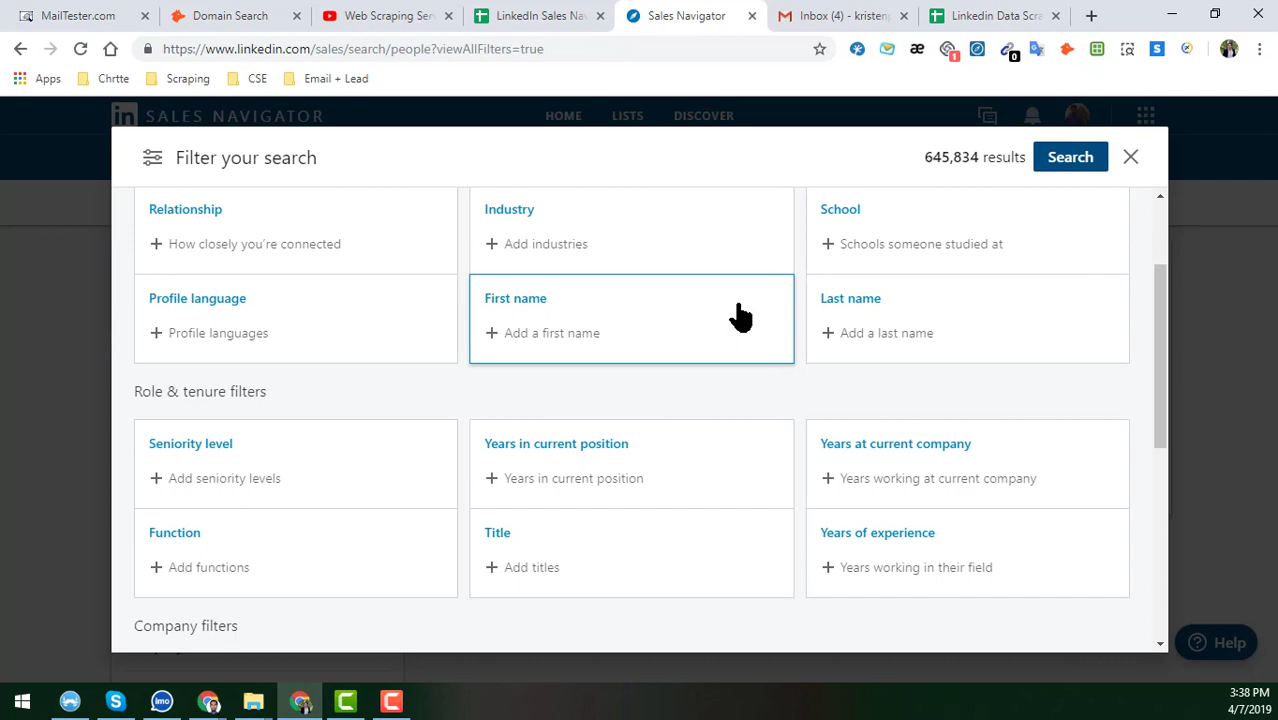 MailTester.com
Domain Search
Web Scraping Ser
LinkedIn Sales Nav
Sales Navigator
Inbox (4) - kristenp
Linkedin Data Scra
https://www.linkedin.com/sales/search/people?viewAllFilters=true
1
0
Apps
Chrtte
Scraping
CSE
Email + Lead
in SALES NAVIGATOR
HOME
LISTS
DISCOVER
Filter your search
645,834 results
Search
Relationship
Industry
School
How closely you're connected
Add industries
Schools someone studied at
Profile language
First name
Last name
Profile languages
Add a first name
Add a last name
Role & tenure filters
Seniority level
Years in current position
Years at current company
Add seniority levels
Years in current position
Years working at current company
Function
Title
Years of experience
Add functions
Add titles
Years working in their field
Company filters
Help
imo
3:38 PM
4/7/2019